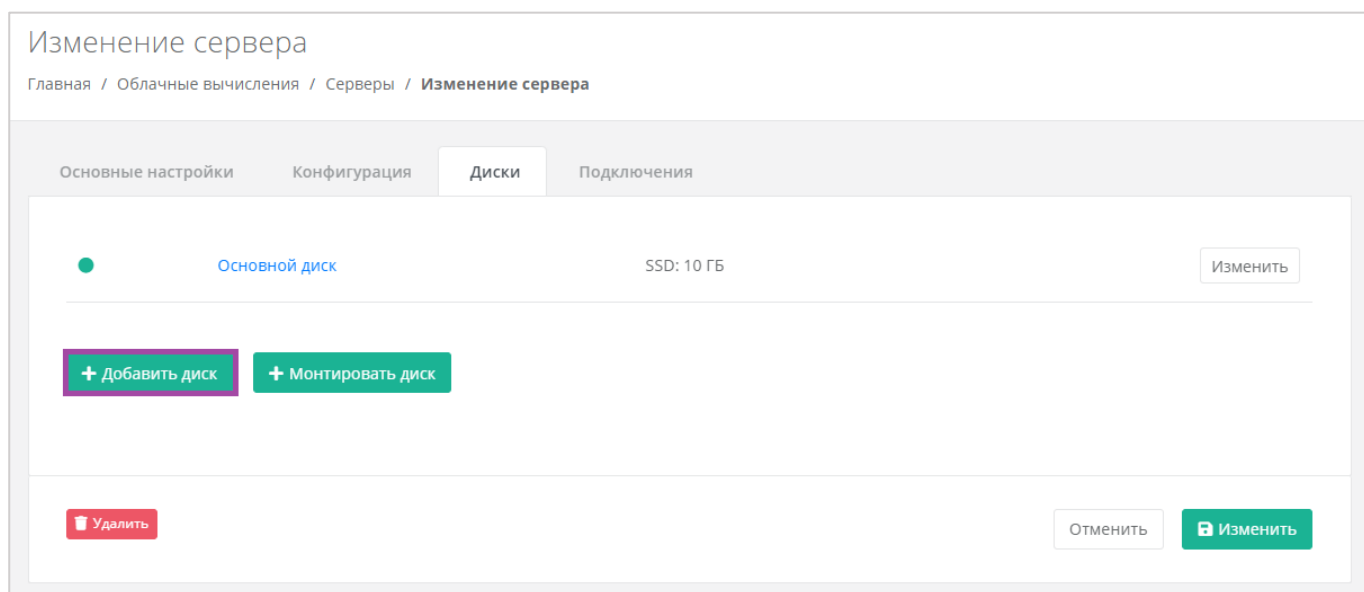 Изменение сервера
Главная / Облачные вычисления / Серверы / Изменение сервера
Основные настройки Конфигурация Диски Подключения
Основной диск SSD: 10 ГБ Изменить
+ Добавить диск + Монтировать диск
Удалить Отменить Изменить